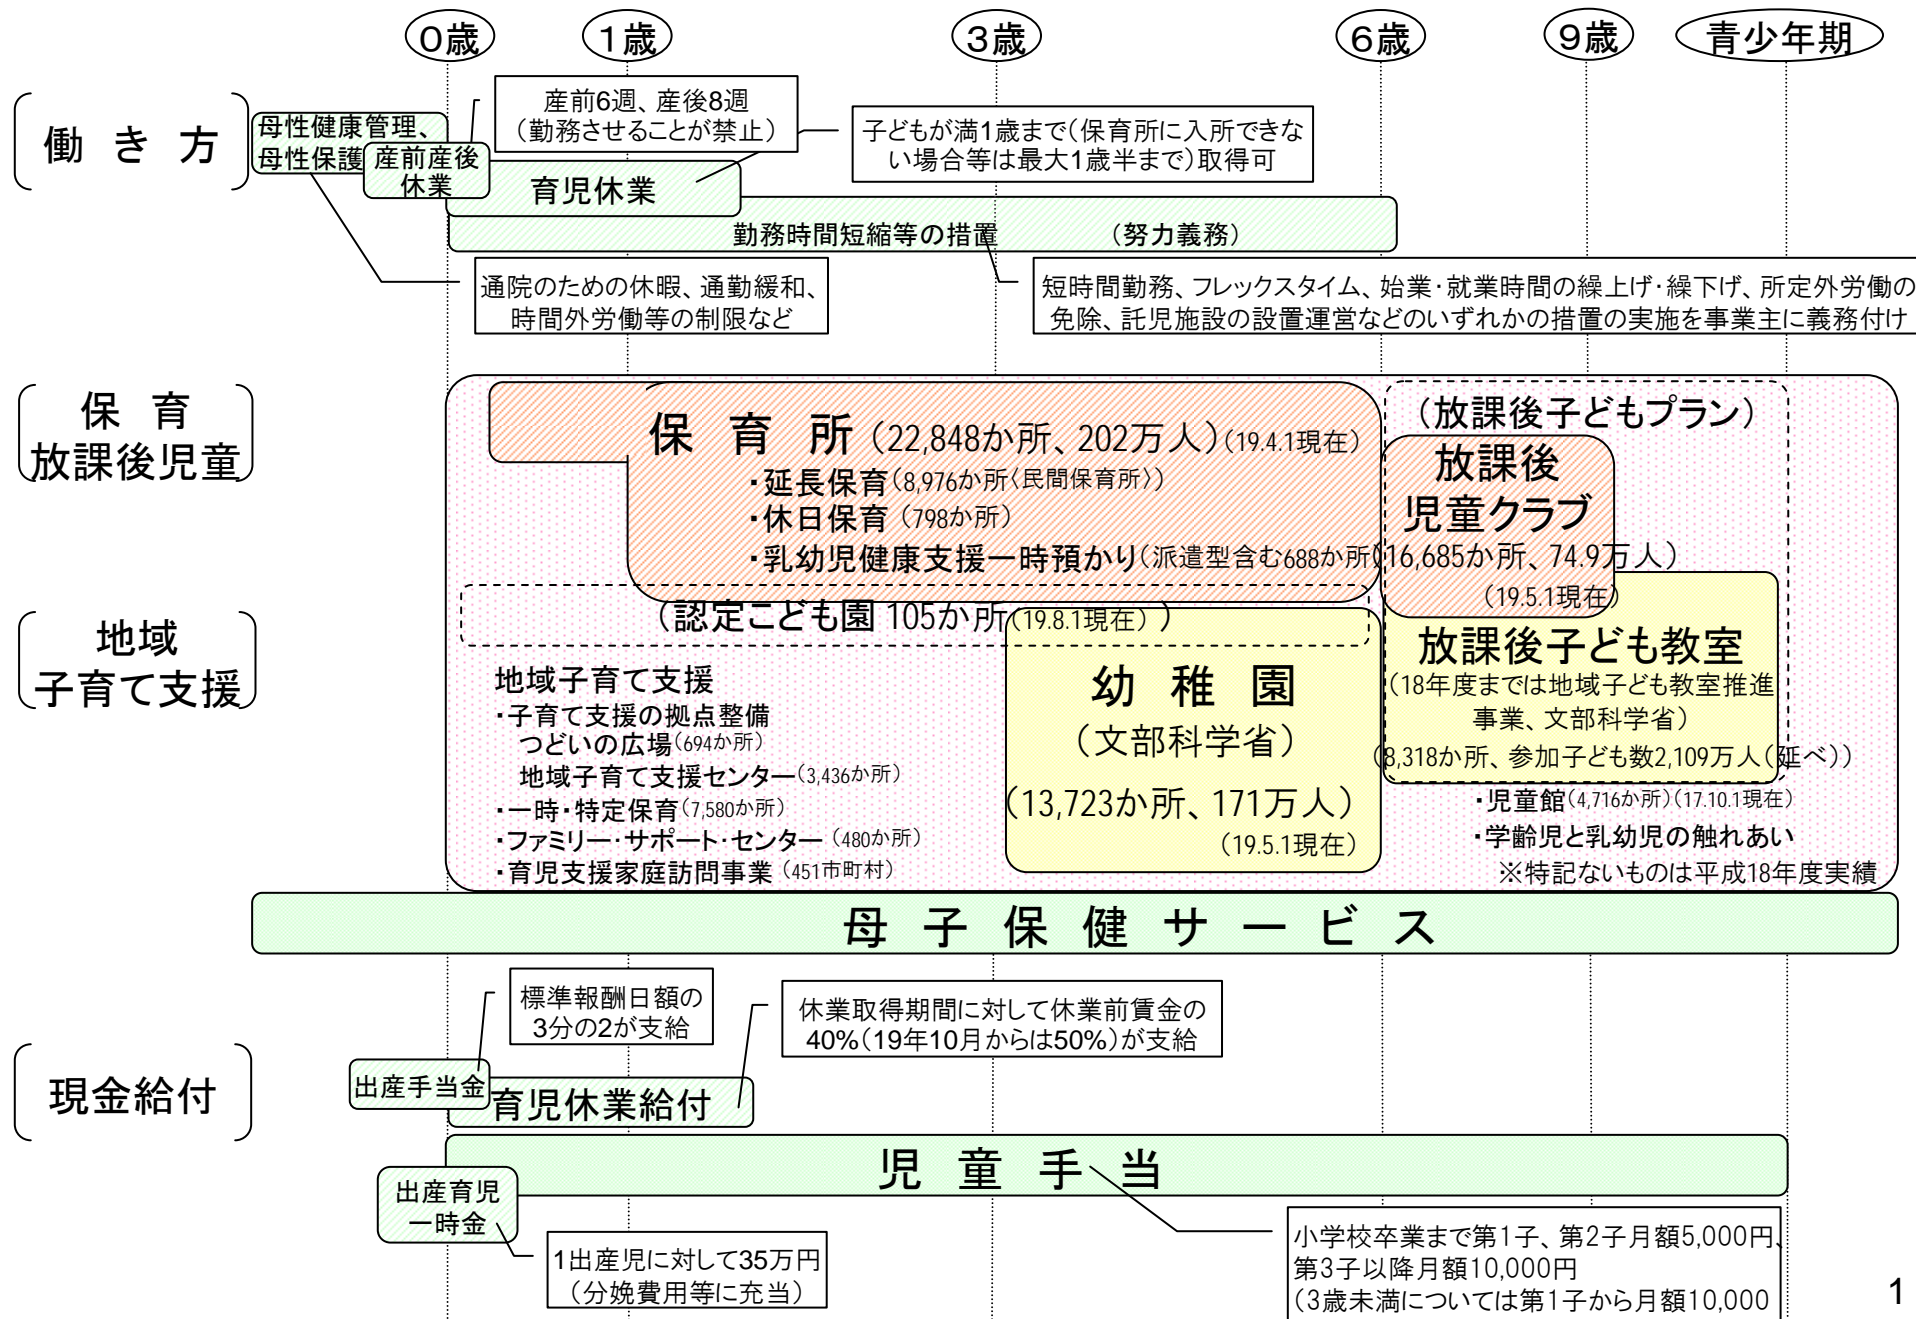 0歳
1歳
3歳
6歳
9歳
青少年期
働き方
母性健康管理、
母性保護
産前産後
休業
産前6週、産後8週
（勤務させることが禁止）
育児休業
子どもが満1歳まで（保育所に入所できな
い場合等は最大1歳半まで）取得可
勤務時間短縮等の措置　（努力義務）
通院のための休暇、通勤緩和、
時間外労働等の制限など
短時間勤務、フレックスタイム、始業・就業時間の繰上げ・繰下げ、所定外労働の
免除、託児施設の設置運営などのいずれかの措置の実施を事業主に義務付け
保育
放課後児童
保育所（22,848か所、202万人）（19.4.1現在）
・延長保育（8,976か所〈民間保育所〉）
・休日保育（798か所）
・乳幼児健康支援一時預かり（派遣型含む688か所）
（放課後子どもプラン）
放課後
児童クラブ
（16,685か所、74.9万人）
（19.5.1現在）
（認定こども園 105か所（19.8.1現在））
地域
子育て支援
地域子育て支援
・子育て支援の拠点整備
つどいの広場（694か所）
地域子育て支援センター（3,436か所）
・一時・特定保育（7,580か所）
・ファミリー・サポート・センター（480か所）
・育児支援家庭訪問事業（451市町村）
幼稚園
（文部科学省）
（13,723か所、171万人）
（19.5.1現在）
放課後子ども教室
（18年度までは地域子ども教室推進
事業、文部科学省）
（8,318か所、参加子ども数2,109万人（延べ））
・児童館（4,716か所）（17.10.1現在）
・学齢児と乳幼児の触れあい
※特記ないものは平成18年度実績
母子保健サービス
現金給付
標準報酬日額の
3分の2が支給
休業取得期間に対して休業前賃金の
40%（19年10月からは50%）が支給
出産手当金
育児休業給付
児童手当
出産育児
一時金
1出産児に対して35万円
（分娩費用等に充当）
小学校卒業まで第1子、第2子月額5,000円、
第3子以降月額10,000円
（3歳未満については第1子から月額10,000
1